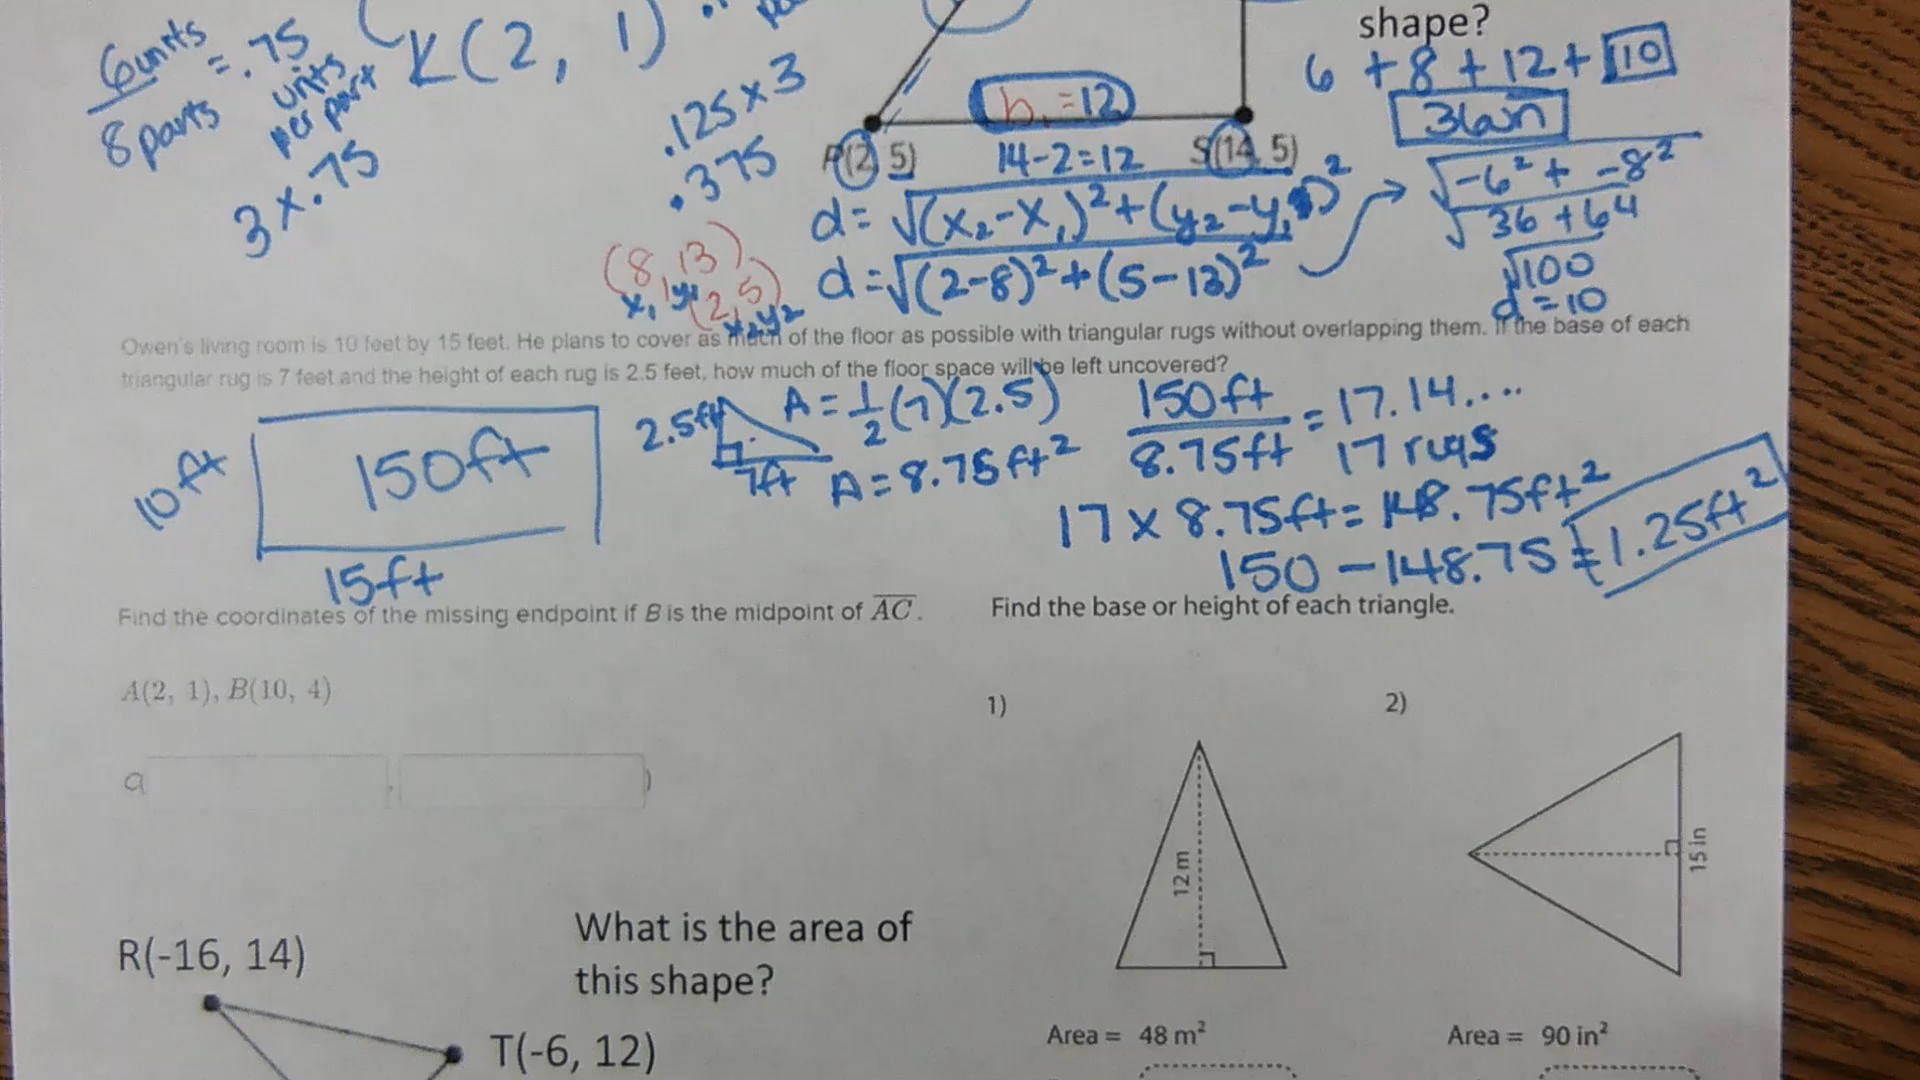 6units
8 parts
= .75
units
per part
3 x .75
K(2, 1)
.125 x 3
.375
b, =12
P(2, 5)
S(14, 5)
14-2=12
shape?
6 + 8 + 12 + 10
36un
d = √(x₂-x₁)² + (y₂-y₁)²
d = √(2-8)² + (5-13)²
√-6² + -8²
√36 + 64
√100
d = 10
(8, 13)
x₁ y₁
(2, 5)
x₂ y₂
Owen's living room is 10 feet by 15 feet. He plans to cover as much of the floor as possible with triangular rugs without overlapping them. If the base of each
triangular rug is 7 feet and the height of each rug is 2.5 feet, how much of the floor space will be left uncovered?
10 ft
150ft
15ft
2.5ft
7ft
A = 1/2 (7)(2.5)
A = 8.75ft²
150ft
8.75ft
= 17.14....
17 rugs
17 x 8.75ft = 148.75ft²
150 - 148.75 = 1.25ft²
Find the coordinates of the missing endpoint if B is the midpoint of A̅C̅.
A(2, 1), B(10, 4)
Find the base or height of each triangle.
1)
12 m
Area = 48 m²
2)
15 in
Area = 90 in²
What is the area of
this shape?
R(-16, 14)
T(-6, 12)